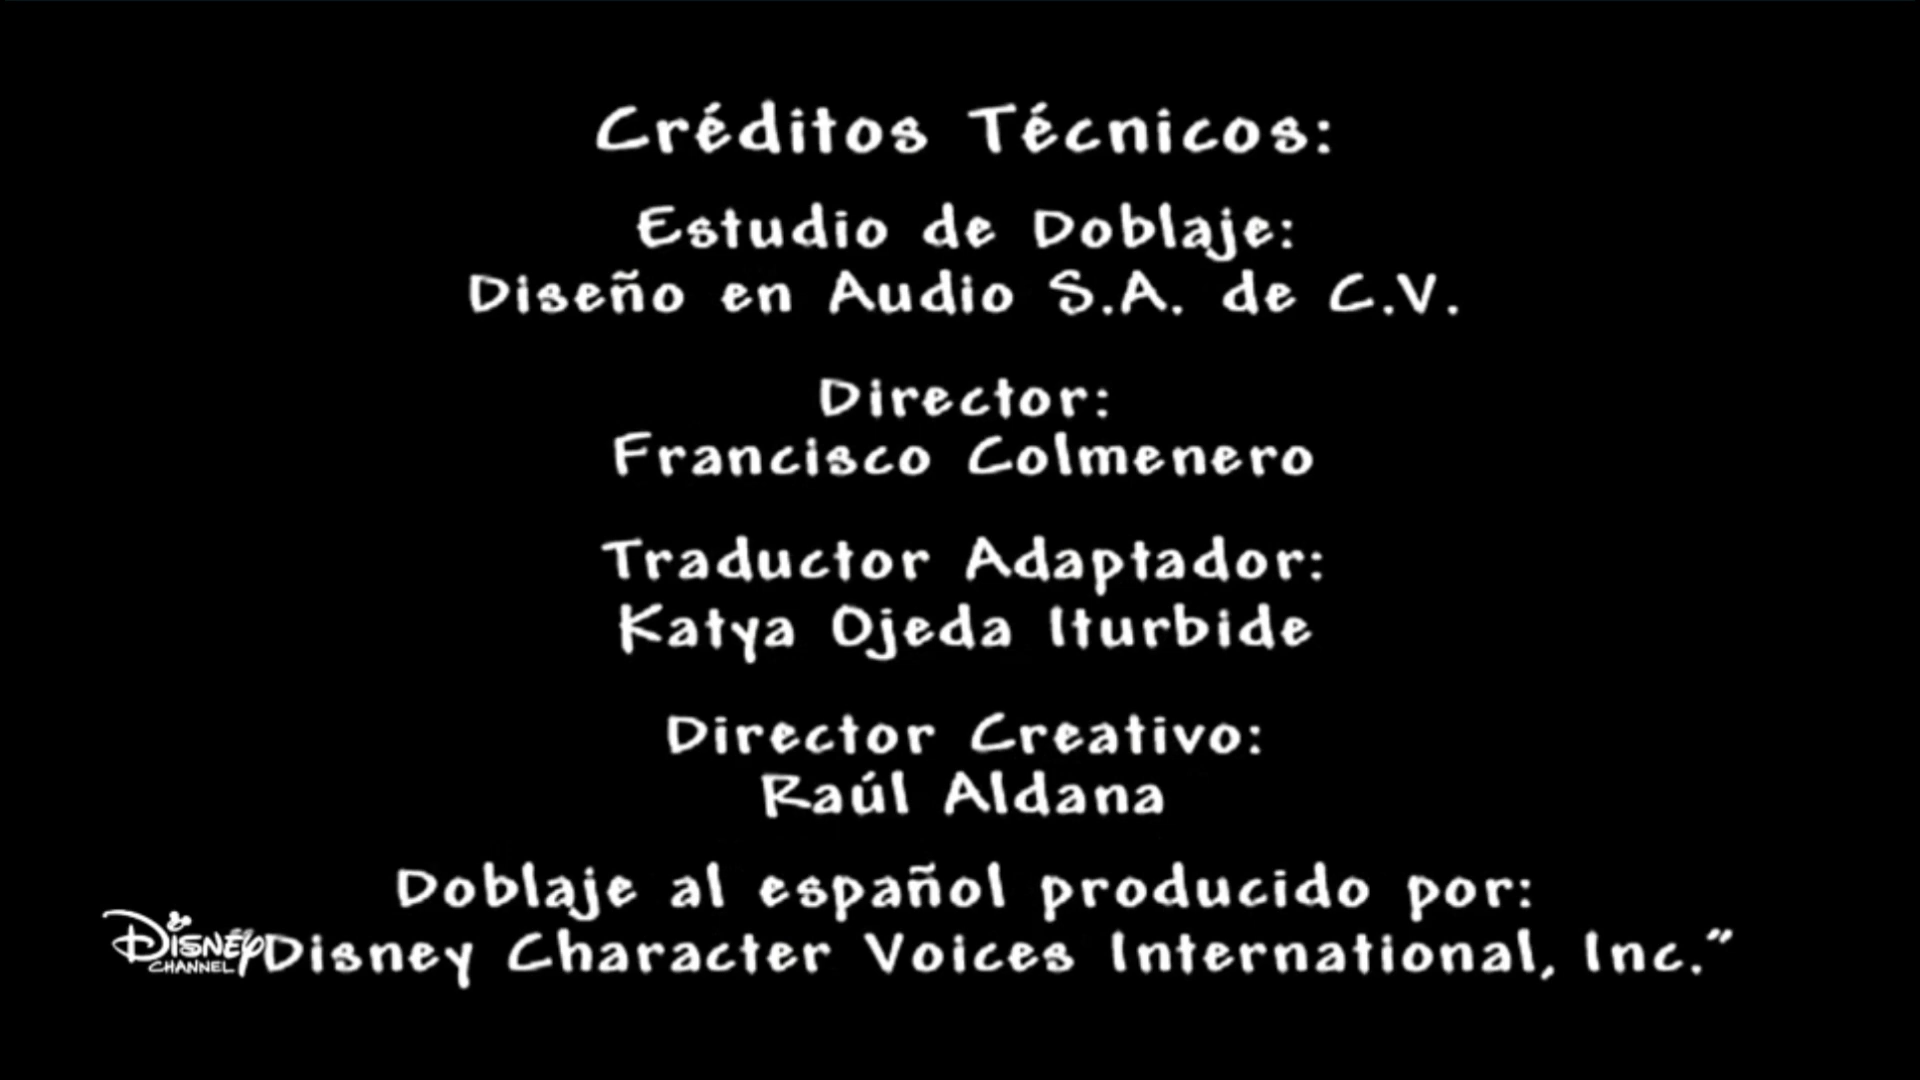 Créditos Técnicos:
Estudio de Doblaje:
Diseño en Audio S.A. de C.V.
Director:
Francisco Colmenero
Traductor Adaptador:
Katya Ojeda Iturbide
Director Creativo:
Raúl Aldana
Doblaje al español producido por:
Disney Character Voices International, Inc.”
DISNEY
CHANNEL